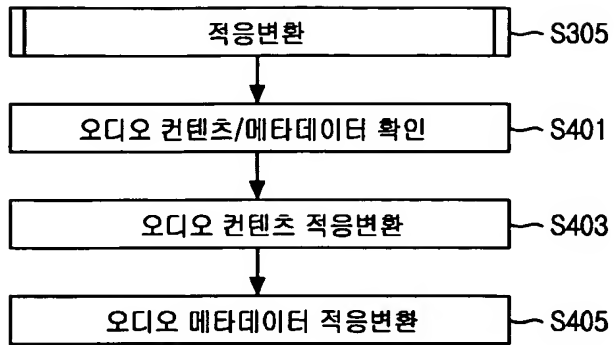 적응변환 S305
오디오 컨텐츠/메타데이터 확인 S401
오디오 컨텐츠 적응변환 S403
오디오 메타데이터 적응변환 S405